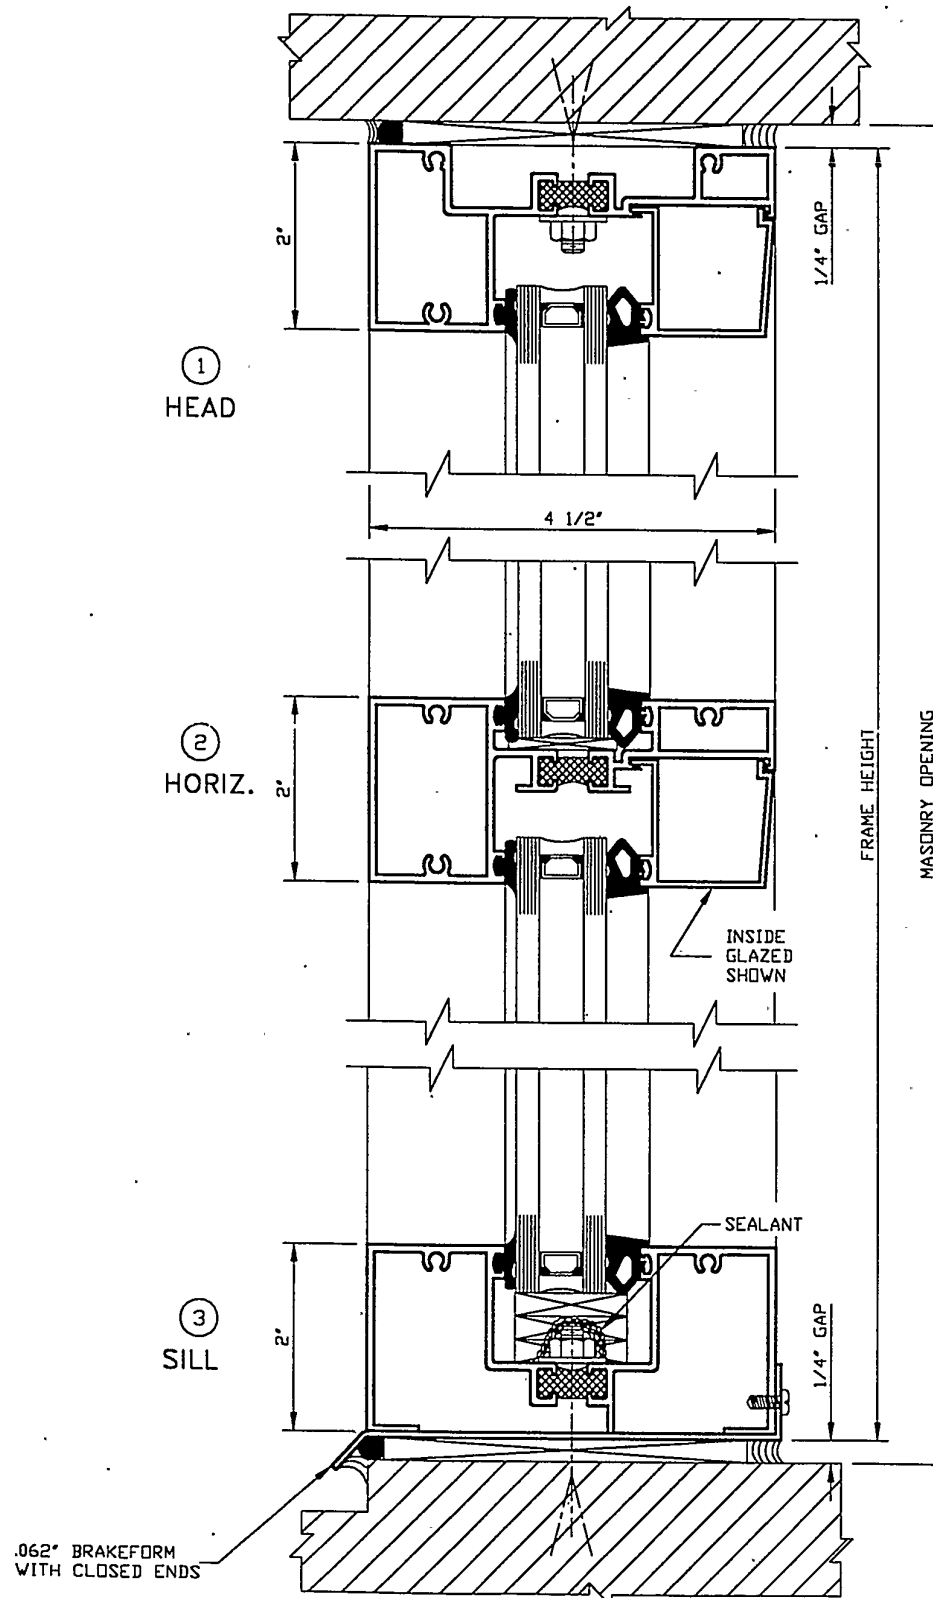 2"
1/4" GAP
1
HEAD
4 1/2"
2
HORIZ.
2"
FRAME HEIGHT
MASONRY OPENING
INSIDE
GLAZED
SHOWN
SEALANT
3
SILL
2"
1/4" GAP
.062" BRAKEFORM
WITH CLOSED ENDS